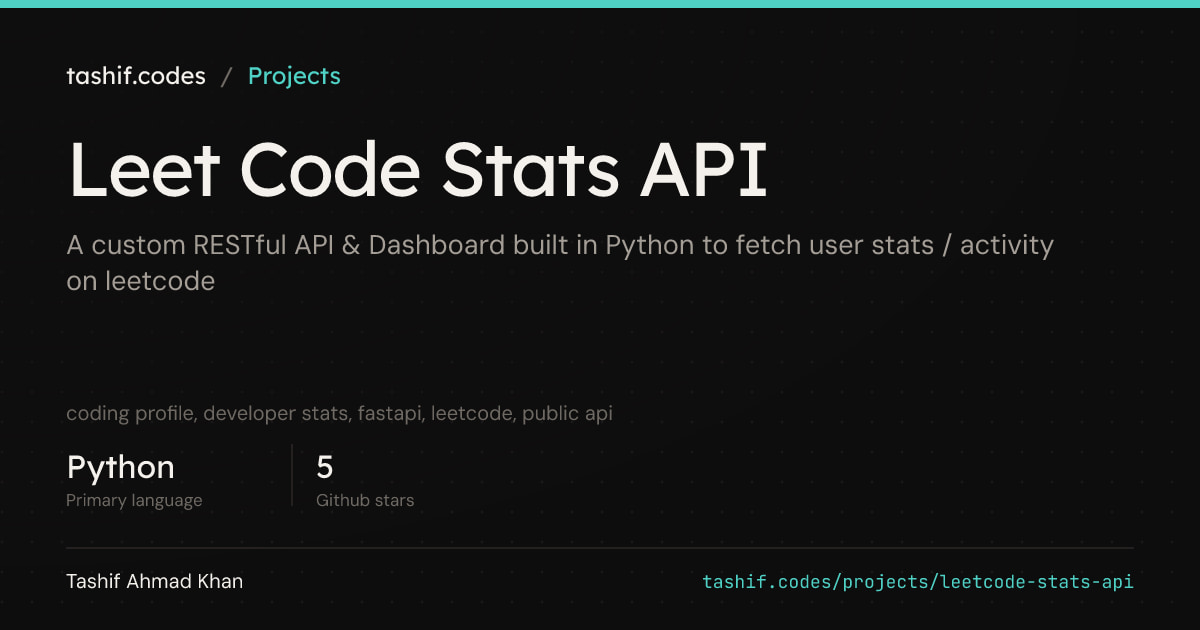 tashif.codes / Projects
Leet Code Stats API
A custom RESTful API & Dashboard built in Python to fetch user stats / activity
on leetcode
coding profile, developer stats, fastapi, leetcode, public api
Python
Primary language
5
Github stars
Tashif Ahmad Khan
tashif.codes/projects/leetcode-stats-api